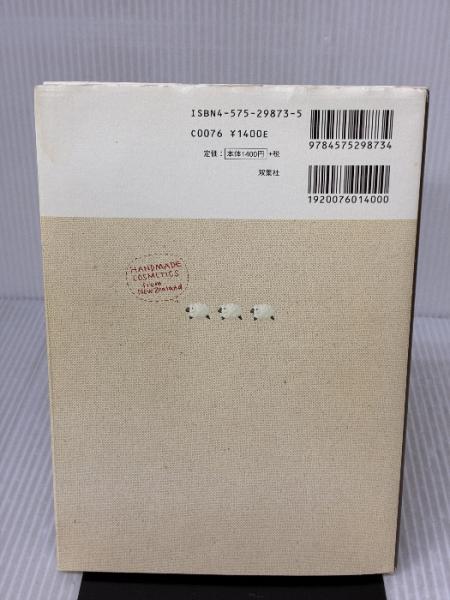 ISBN4-575-29873-5
C0076 ¥1400E
定価:本体1400円+税
双葉社
9784575298734
1920076014000
HANDMADE
COSMETICS
from
New Zealand